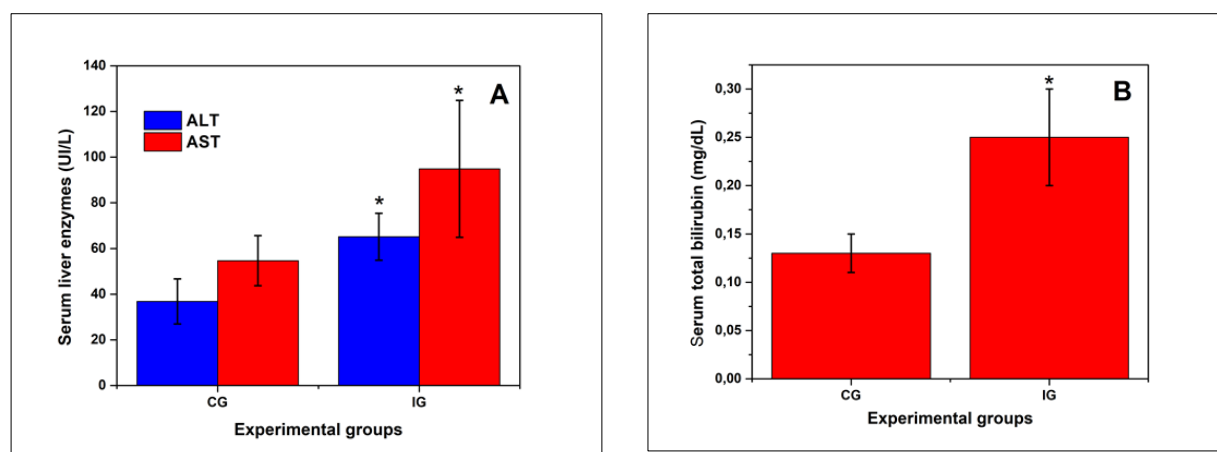 A
ALT
AST
*
*
Serum liver enzymes (UI/L)
140
120
100
80
60
40
20
0
CG
IG
Experimental groups
B
*
Serum total bilirubin (mg/dL)
0,30
0,25
0,20
0,15
0,10
0,05
0,00
CG
IG
Experimental groups